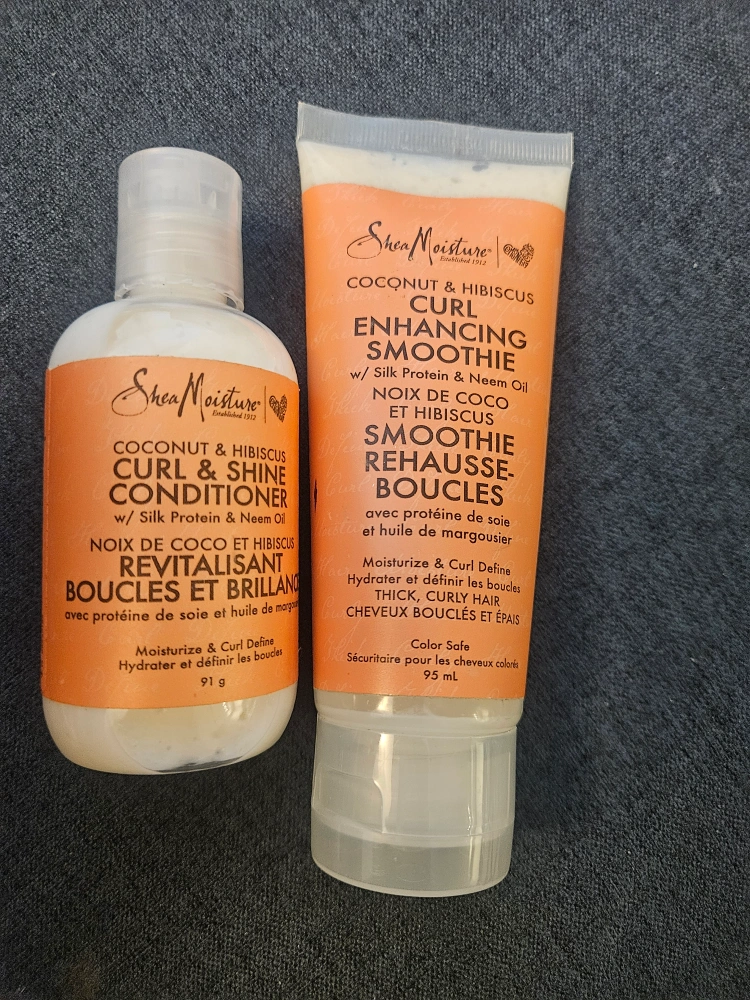 SheaMoisture®
Established 1912
COCONUT & HIBISCUS
CURL & SHINE
CONDITIONER
w/ Silk Protein & Neem Oil
NOIX DE COCO ET HIBISCUS
REVITALISANT
BOUCLES ET BRILLANC
avec protéine de soie et huile de margous
Moisturize & Curl Define
Hydrater et définir les boucles
91 g
SheaMoisture®
Established 1912
COCONUT & HIBISCUS
CURL
ENHANCING
SMOOTHIE
w/ Silk Protein & Neem Oil
NOIX DE COCO
ET HIBISCUS
SMOOTHIE
REHAUSSE-
BOUCLES
avec protéine de soie
et huile de margousier
Moisturize & Curl Define
Hydrater et définir les boucles
THICK, CURLY HAIR
CHEVEUX BOUCLÉS ET ÉPAIS
Color Safe
Sécuritaire pour les cheveux colorés
95 mL